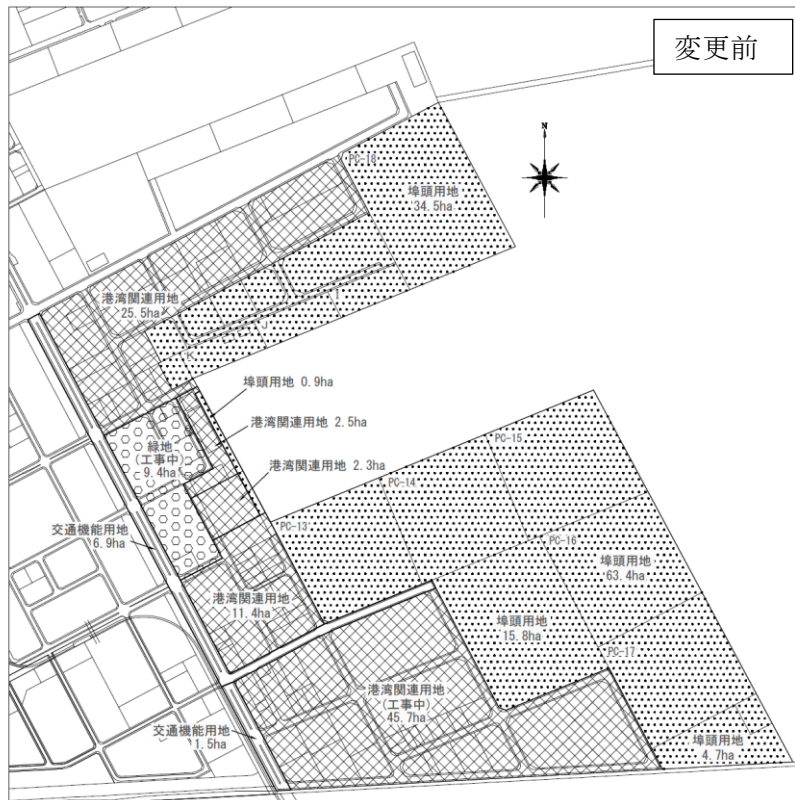 変更前
N
PC-18
埠頭用地
34.5ha
港湾関連用地
25.5ha
I
J
K
埠頭用地 0.9ha
港湾関連用地 2.5ha
港湾関連用地 2.3ha
緑地
(工事中)
9.4ha
PC-15
PC-14
PC-13
交通機能用地
6.9ha
PC-16
埠頭用地
63.4ha
港湾関連用地
11.4ha
埠頭用地
15.8ha
PC-17
港湾関連用地
(工事中)
45.7ha
交通機能用地
1.5ha
埠頭用地
4.7ha